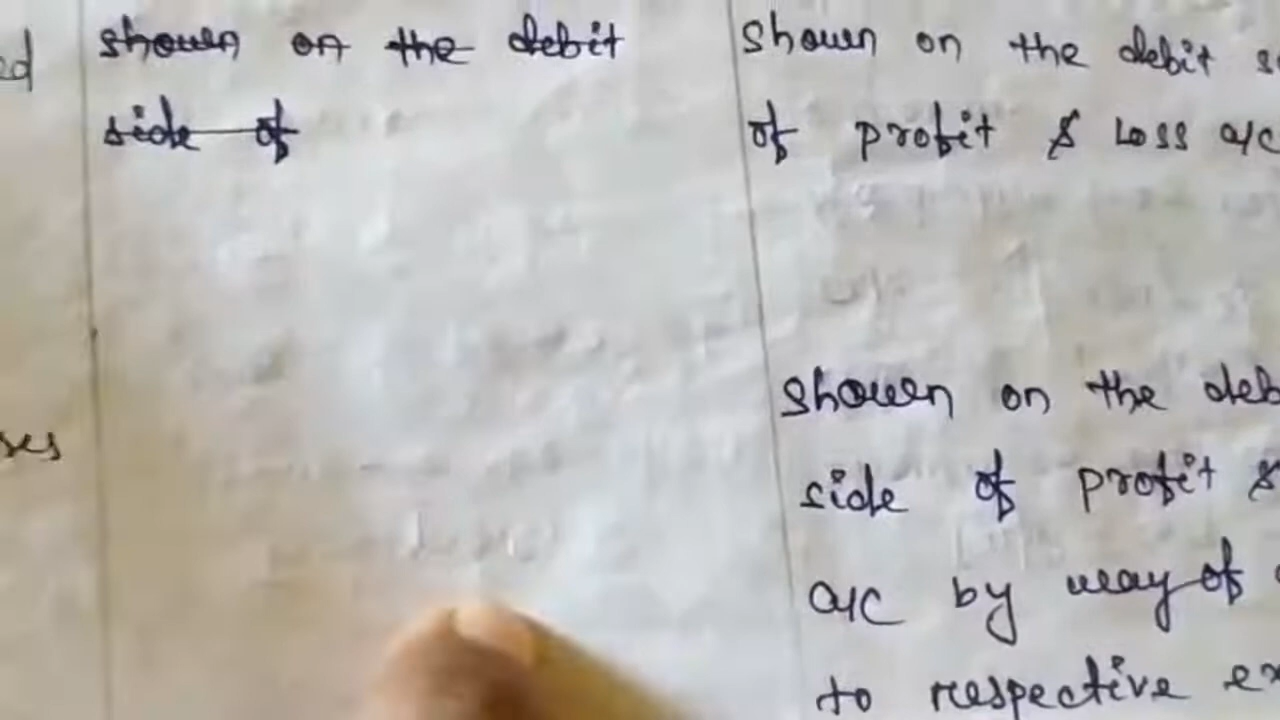 shown on the debit
side of
shown on the debit
of profit & Loss a/c
shown on the
side of profit &
a/c by way of
to respective